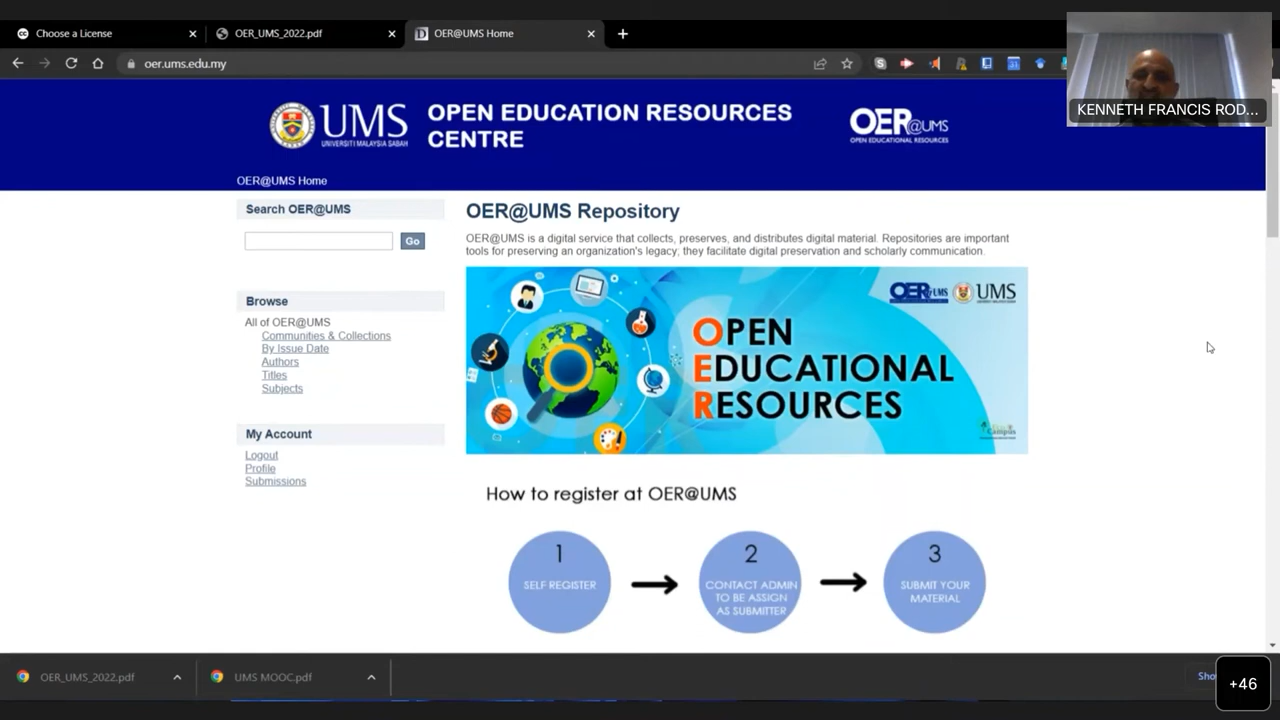 Choose a License
OER_UMS_2022.pdf
OER@UMS Home
oer.ums.edu.my
KENNETH FRANCIS ROD...
UMS
UNIVERSITI MALAYSIA SABAH
OPEN EDUCATION RESOURCES
CENTRE
OER@UMS
OPEN EDUCATIONAL RESOURCES
OER@UMS Home
Search OER@UMS
Go
Browse
All of OER@UMS
Communities & Collections
By Issue Date
Authors
Titles
Subjects
My Account
Logout
Profile
Submissions
OER@UMS Repository
OER@UMS is a digital service that collects, preserves, and distributes digital material. Repositories are important
tools for preserving an organization's legacy; they facilitate digital preservation and scholarly communication.
OER@UMS
UMS
OPEN
EDUCATIONAL
RESOURCES
How to register at OER@UMS
1
SELF REGISTER
2
CONTACT ADMIN
TO BE ASSIGN
AS SUBMITTER
3
SUBMIT YOUR
MATERIAL
OER_UMS_2022.pdf
UMS MOOC.pdf
Sho
+46